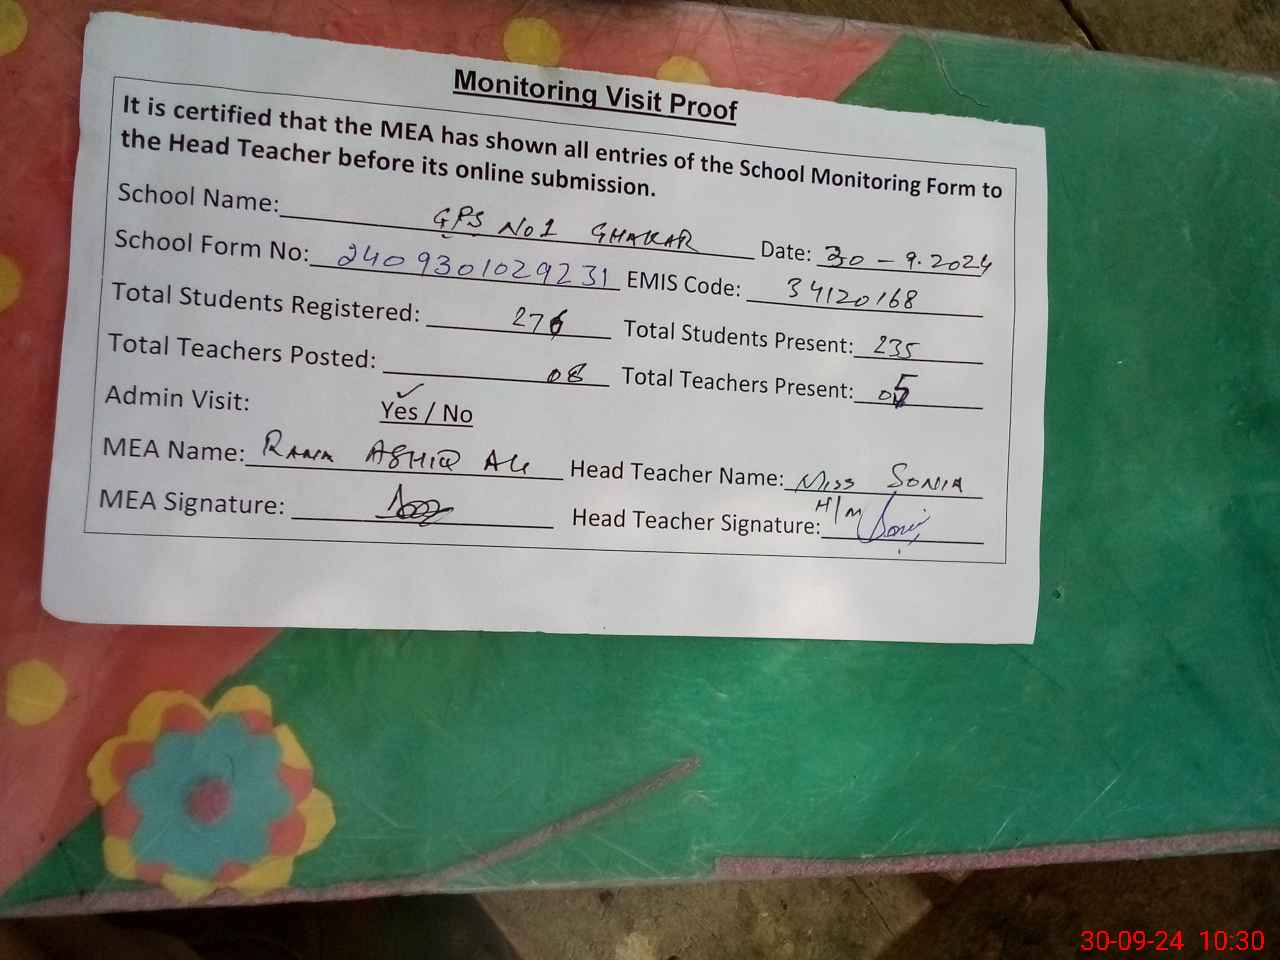 Monitoring Visit Proof
It is certified that the MEA has shown all entries of the School Monitoring Form to
the Head Teacher before its online submission.
School Name: GPS No1 GHAKAR Date: 30-9.2024
School Form No: 2409301029231 EMIS Code: 34120168
Total Students Registered: 276 Total Students Present: 235
Total Teachers Posted: 08 Total Teachers Present: 05
Admin Visit: Yes / No
MEA Name: RANA ASHIQ ALI Head Teacher Name: MISS SONIA
MEA Signature: Head Teacher Signature: H/M
30-09-24 10:30